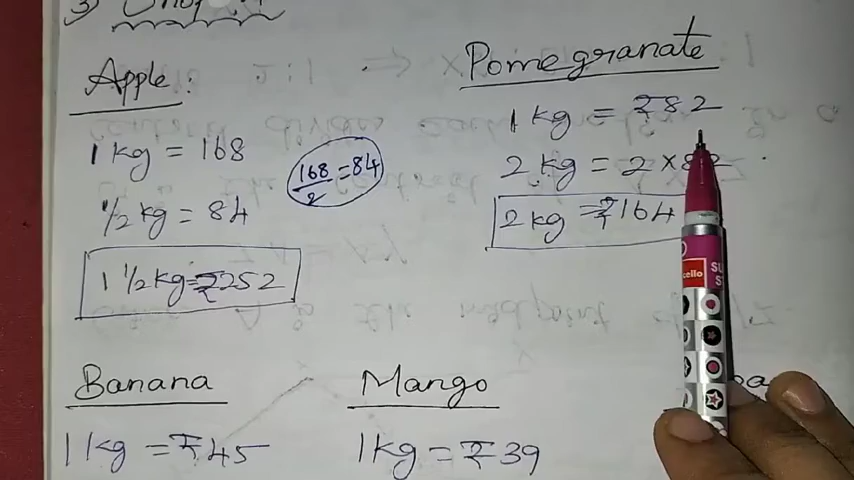 3)
Apple:
1 kg = 168
1/2 kg = 84
168/2 = 84
1 1/2 kg = ₹252
Pomegranate
1 kg = ₹82
2 kg = 2 × 82
2 kg = ₹164
Banana
1 kg = ₹45
Mango
1 kg = ₹39
cello